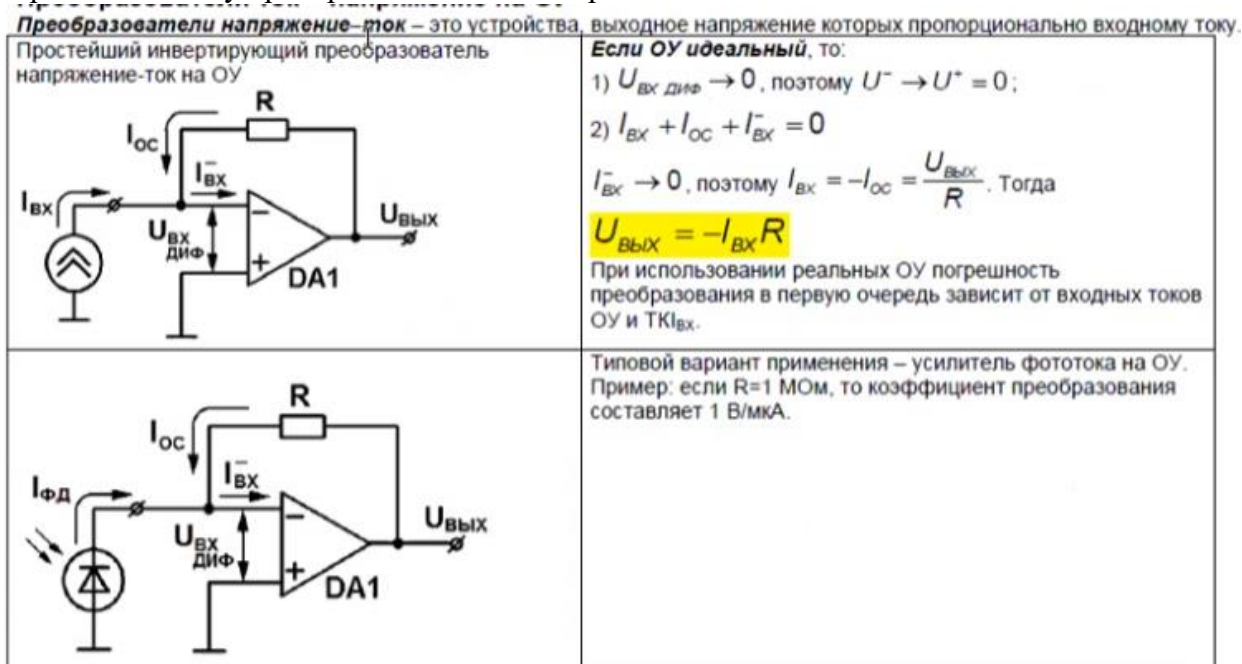 Преобразователи напряжение–ток – это устройства, выходное напряжение которых пропорционально входному току.
Простейший инвертирующий преобразователь
напряжение-ток на ОУ
R
Iос
I⁻вх
Iвх
Uвх диф
Uвых
DA1
Если ОУ идеальный, то:
1) Uвх диф → 0, поэтому U⁻ → U⁺ = 0;
2) Iвх + Iос + I⁻вх = 0
I⁻вх → 0, поэтому Iвх = –Iос = Uвых / R. Тогда
Uвых = –IвхR
При использовании реальных ОУ погрешность
преобразования в первую очередь зависит от входных токов
ОУ и ТКIвх.
R
Iос
I⁻вх
Iфд
Uвх диф
Uвых
DA1
Типовой вариант применения – усилитель фототока на ОУ.
Пример: если R=1 МОм, то коэффициент преобразования
составляет 1 В/мкА.